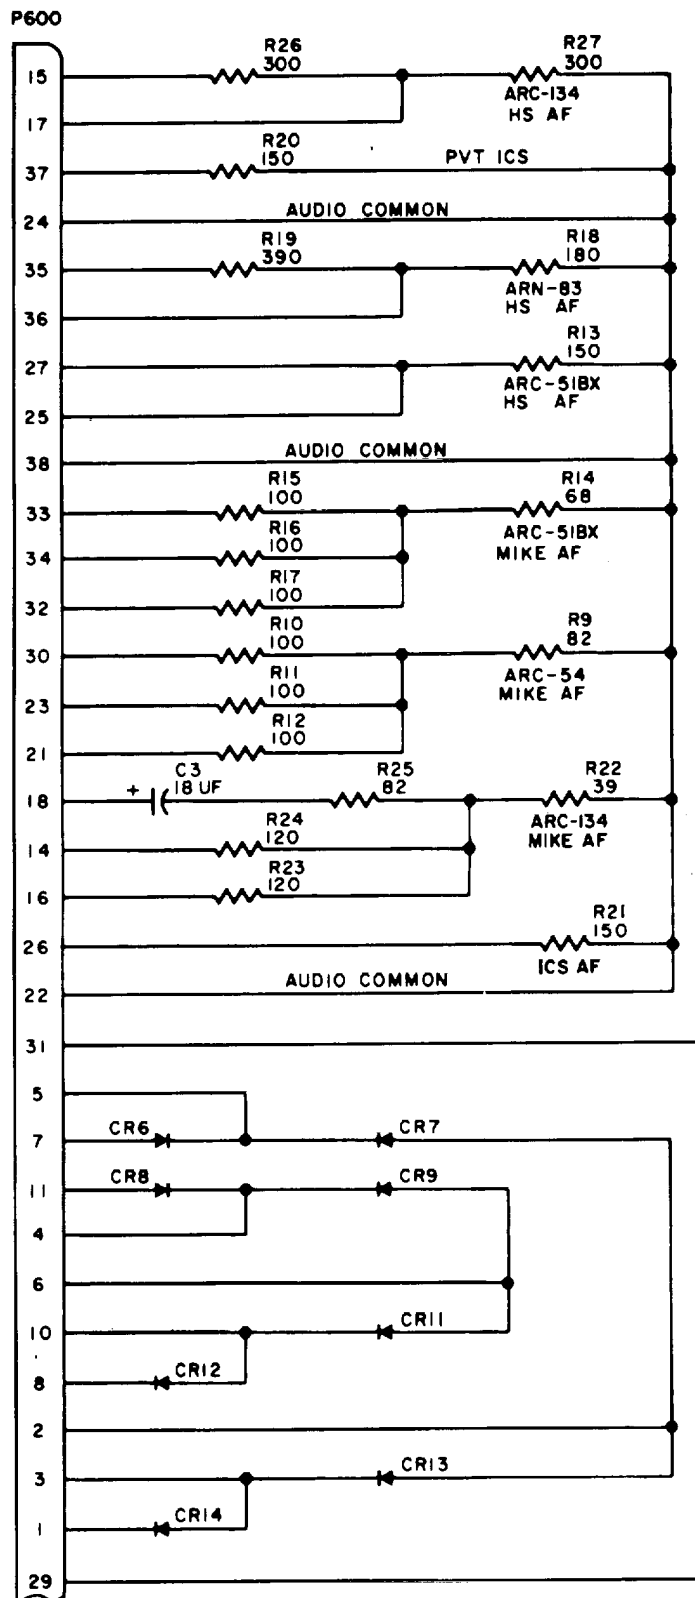 P600
R26
300
R27
300
15
ARC-134
HS AF
17
R20
150
PVT ICS
37
AUDIO COMMON
24
R19
390
R18
180
35
ARN-83
HS AF
36
R13
150
27
ARC-51BX
HS AF
25
AUDIO COMMON
38
R15
100
R14
68
33
ARC-51BX
MIKE AF
R16
100
34
R17
100
32
R10
100
R9
82
30
ARC-54
MIKE AF
R11
100
23
R12
100
21
C3
+ 18 UF
R25
82
R22
39
18
ARC-134
MIKE AF
R24
120
14
R23
120
16
R21
150
26
ICS AF
AUDIO COMMON
22
31
5
CR6
CR7
7
CR8
CR9
11
4
6
CR11
10
CR12
8
2
CR13
3
CR14
1
29